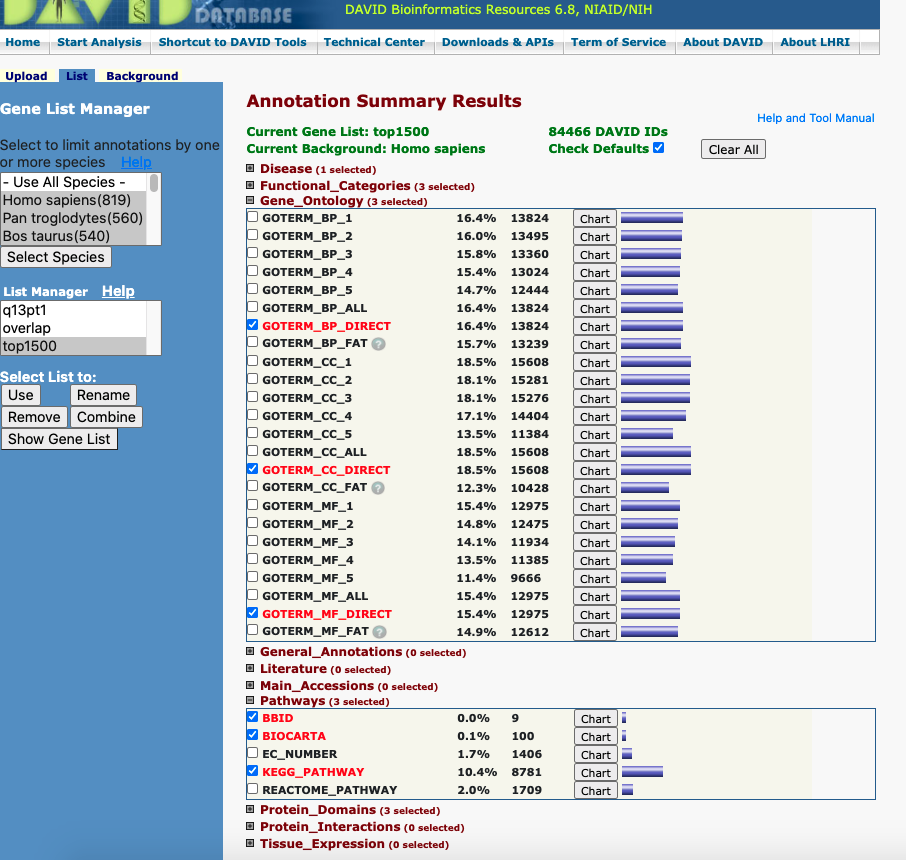 DAVID DATABASE
DAVID Bioinformatics Resources 6.8, NIAID/NIH
Home Start Analysis Shortcut to DAVID Tools Technical Center Downloads & APIs Term of Service About DAVID About LHRI
Upload List Background
Gene List Manager
Select to limit annotations by one
or more species Help
- Use All Species -
Homo sapiens(819)
Pan troglodytes(560)
Bos taurus(540)
Select Species
List Manager Help
q13pt1
overlap
top1500
Select List to:
Use Rename
Remove Combine
Show Gene List
Annotation Summary Results
Help and Tool Manual
Current Gene List: top1500 84466 DAVID IDs
Current Background: Homo sapiens Check Defaults Clear All
Disease (1 selected)
Functional_Categories (3 selected)
Gene_Ontology (3 selected)
GOTERM_BP_1 16.4% 13824 Chart
GOTERM_BP_2 16.0% 13495 Chart
GOTERM_BP_3 15.8% 13360 Chart
GOTERM_BP_4 15.4% 13024 Chart
GOTERM_BP_5 14.7% 12444 Chart
GOTERM_BP_ALL 16.4% 13824 Chart
GOTERM_BP_DIRECT 16.4% 13824 Chart
GOTERM_BP_FAT ? 15.7% 13239 Chart
GOTERM_CC_1 18.5% 15608 Chart
GOTERM_CC_2 18.1% 15281 Chart
GOTERM_CC_3 18.1% 15276 Chart
GOTERM_CC_4 17.1% 14404 Chart
GOTERM_CC_5 13.5% 11384 Chart
GOTERM_CC_ALL 18.5% 15608 Chart
GOTERM_CC_DIRECT 18.5% 15608 Chart
GOTERM_CC_FAT ? 12.3% 10428 Chart
GOTERM_MF_1 15.4% 12975 Chart
GOTERM_MF_2 14.8% 12475 Chart
GOTERM_MF_3 14.1% 11934 Chart
GOTERM_MF_4 13.5% 11385 Chart
GOTERM_MF_5 11.4% 9666 Chart
GOTERM_MF_ALL 15.4% 12975 Chart
GOTERM_MF_DIRECT 15.4% 12975 Chart
GOTERM_MF_FAT ? 14.9% 12612 Chart
General_Annotations (0 selected)
Literature (0 selected)
Main_Accessions (0 selected)
Pathways (3 selected)
BBID 0.0% 9 Chart
BIOCARTA 0.1% 100 Chart
EC_NUMBER 1.7% 1406 Chart
KEGG_PATHWAY 10.4% 8781 Chart
REACTOME_PATHWAY 2.0% 1709 Chart
Protein_Domains (3 selected)
Protein_Interactions (0 selected)
Tissue_Expression (0 selected)